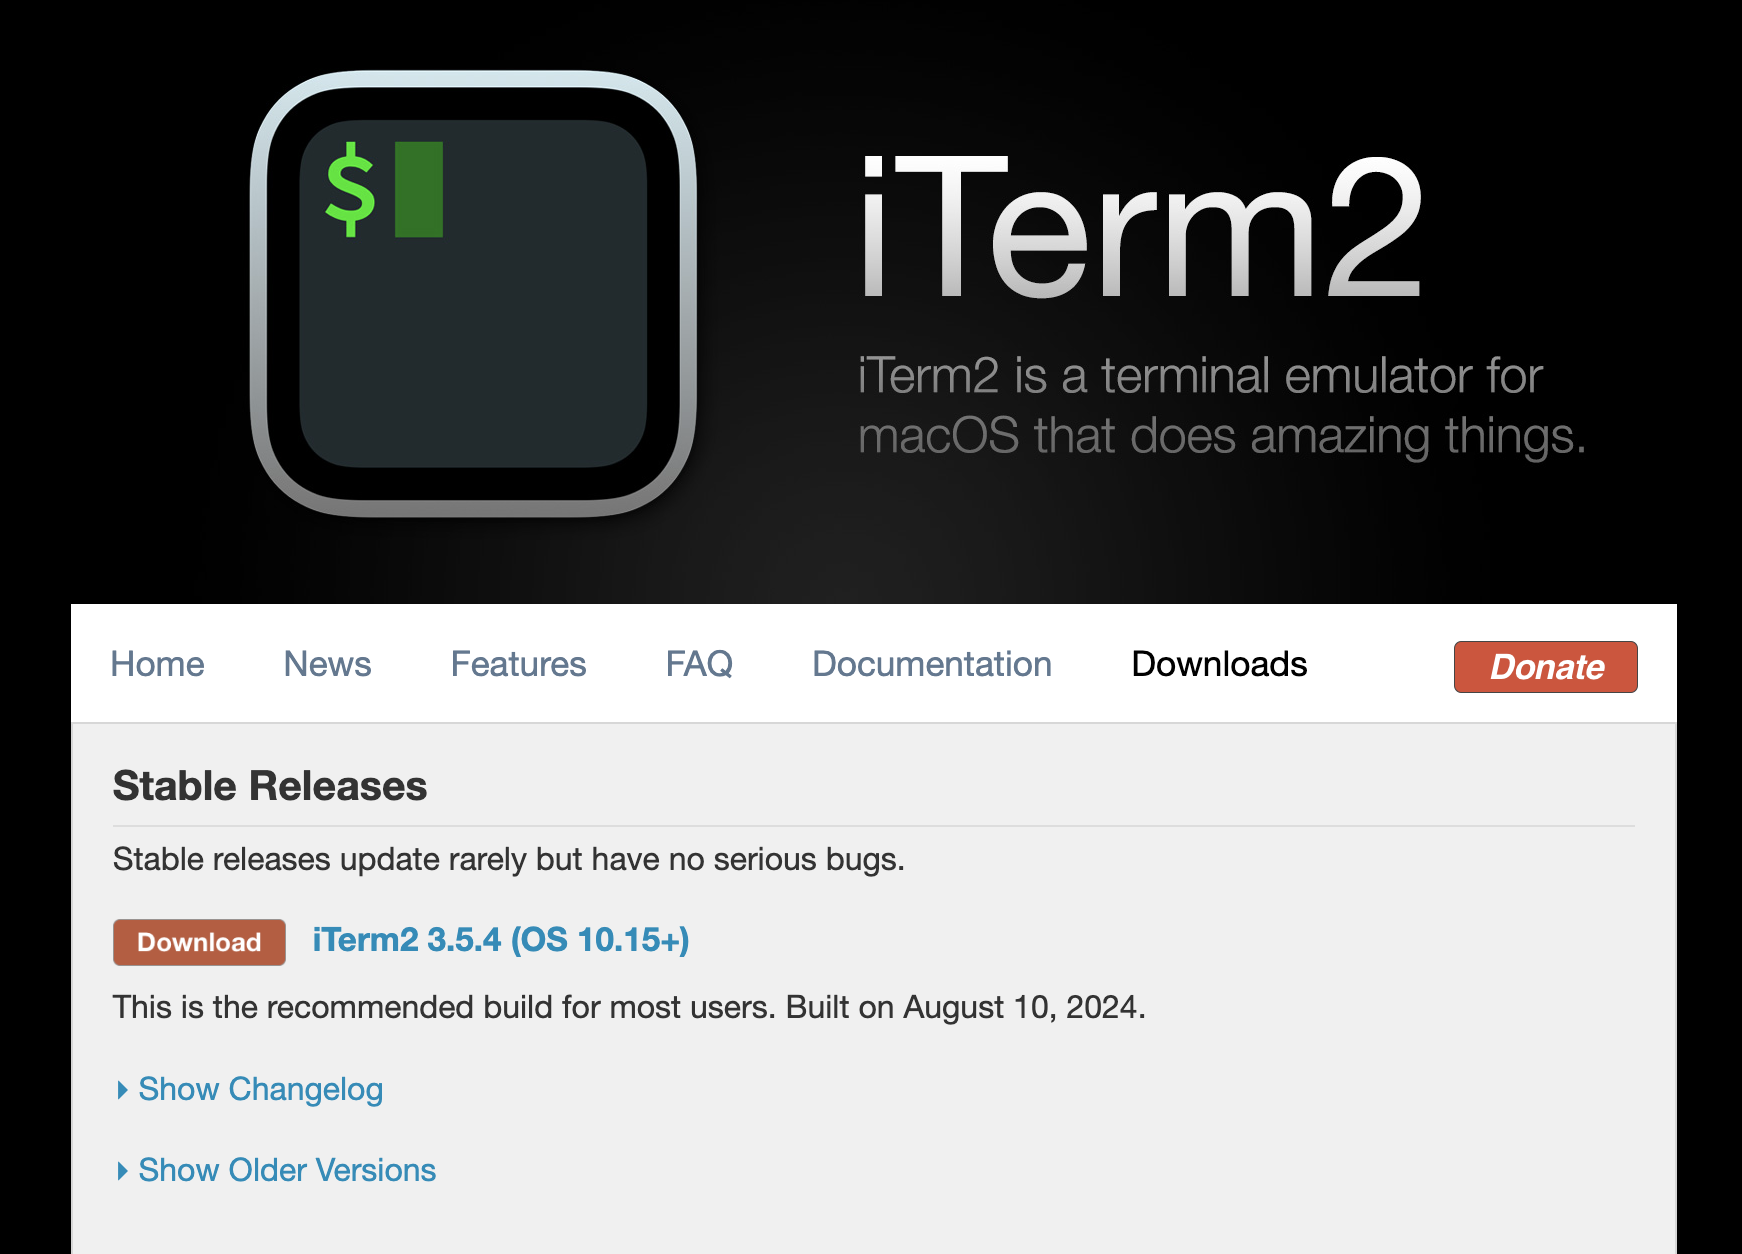 $
iTerm2
iTerm2 is a terminal emulator for
macOS that does amazing things.
Home News Features FAQ Documentation Downloads Donate
Stable Releases
Stable releases update rarely but have no serious bugs.
Download iTerm2 3.5.4 (OS 10.15+)
This is the recommended build for most users. Built on August 10, 2024.
Show Changelog
Show Older Versions